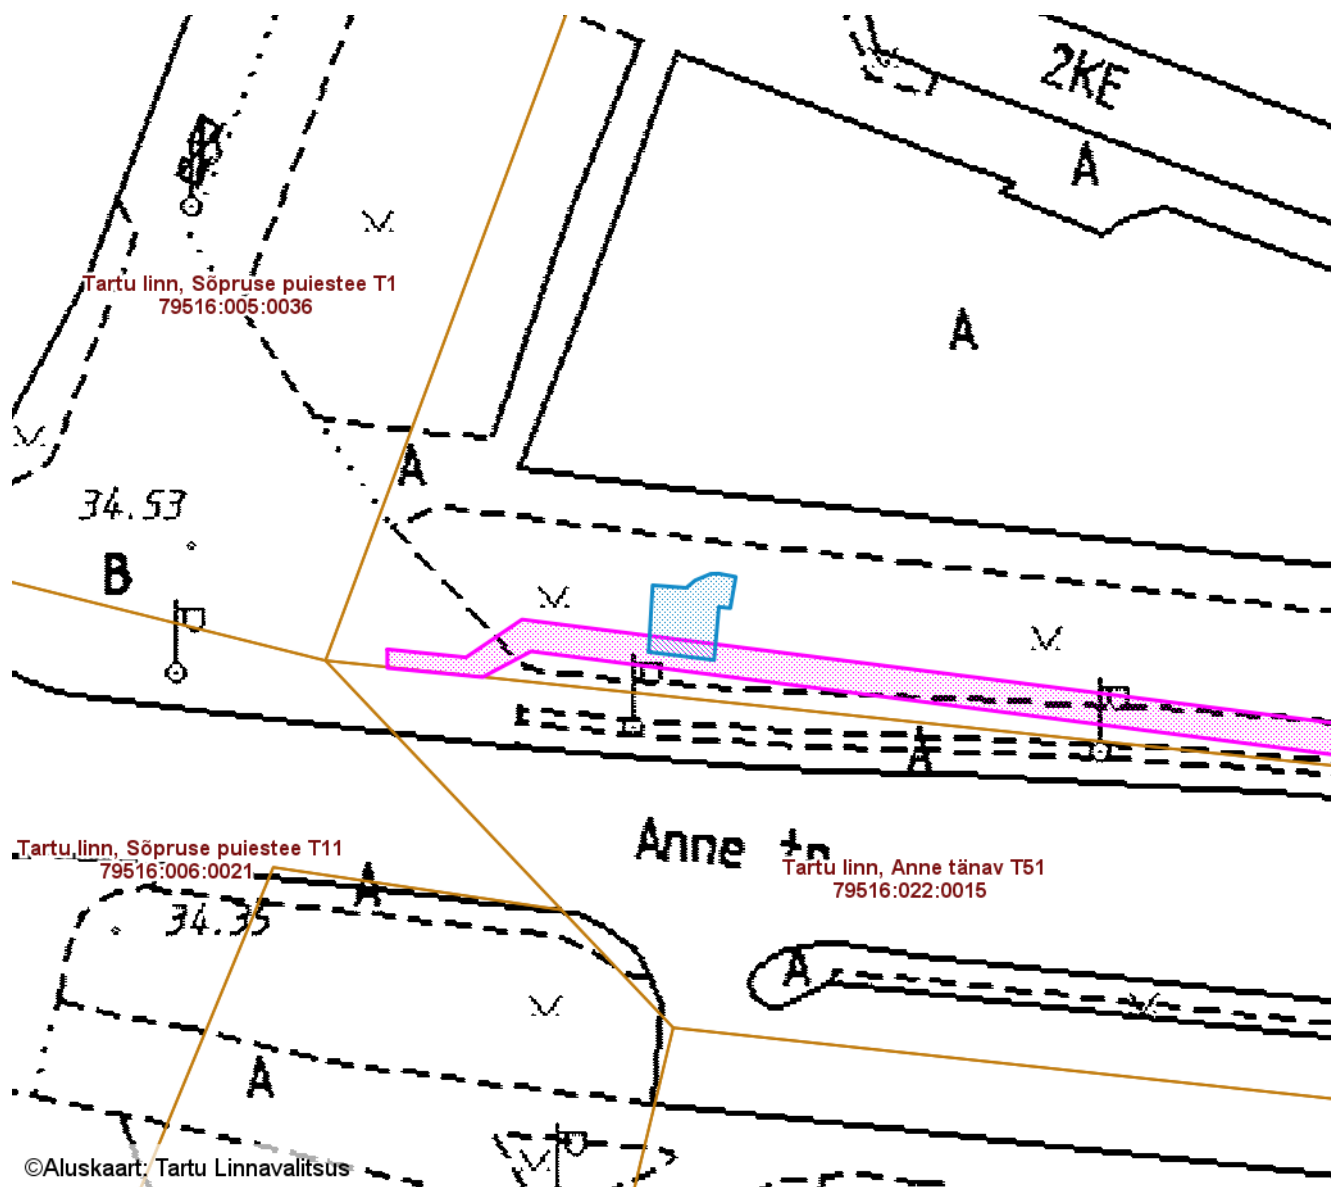 2KE
A
Tartu linn, Sõpruse puiestee T1
79516:005:0036
A
A
34.53
B
A
Anne tn
Tartu linn, Sõpruse puiestee T11
79516:006:0021
Tartu linn, Anne tänav T51
79516:022:0015
A
34.35
A
A
©Aluskaart: Tartu Linnavalitsus